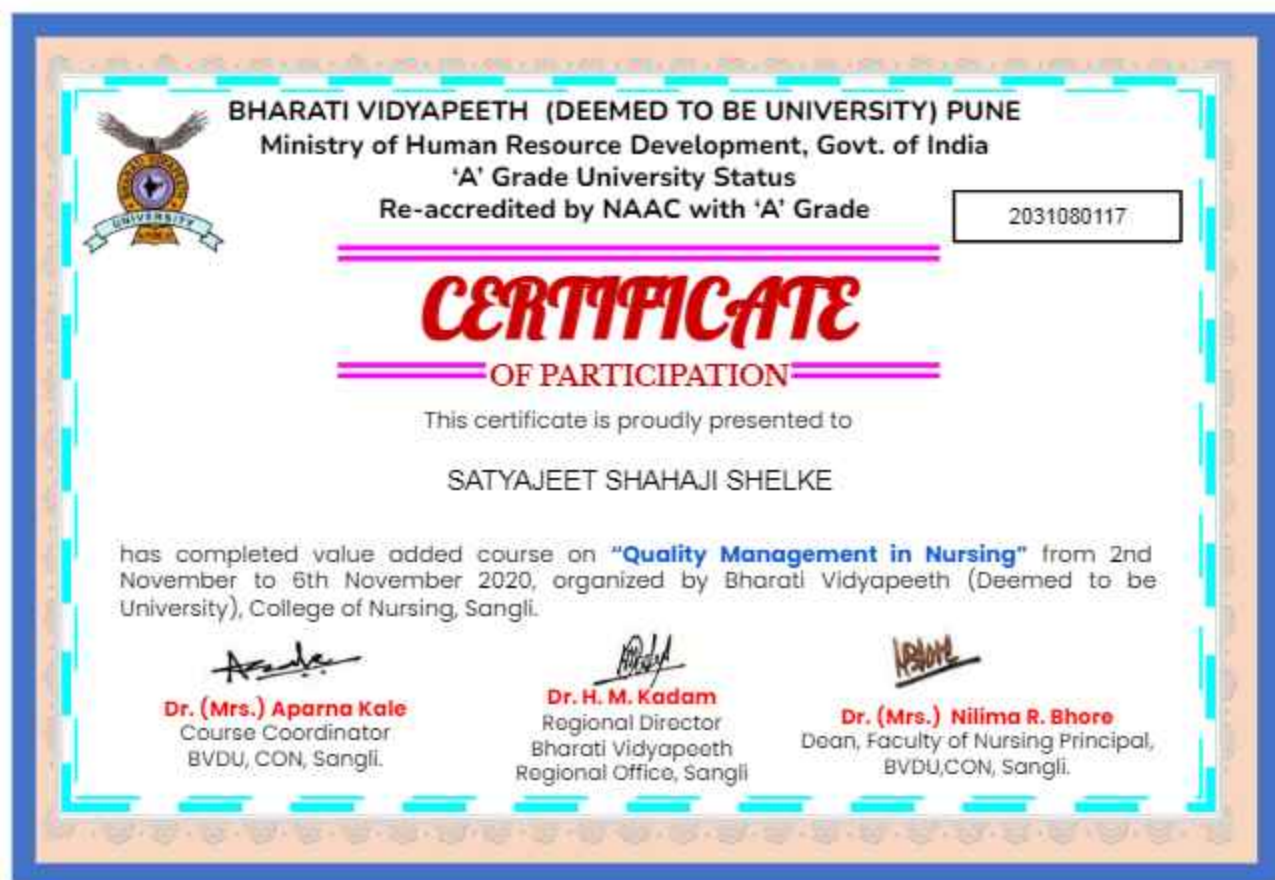 BHARATI VIDYAPEETH (DEEMED TO BE UNIVERSITY) PUNE
Ministry of Human Resource Development, Govt. of India
‘A’ Grade University Status
Re-accredited by NAAC with ‘A’ Grade
2031080117
BHARATI VIDYAPEETH
UNIVERSITY
CERTIFICATE
OF PARTICIPATION
This certificate is proudly presented to
SATYAJEET SHAHAJI SHELKE
has completed value added course on “Quality Management in Nursing” from 2nd
November to 6th November 2020, organized by Bharati Vidyapeeth (Deemed to be
University), College of Nursing, Sangli.
Dr. (Mrs.) Aparna Kale
Course Coordinator
BVDU, CON, Sangli.
Dr. H. M. Kadam
Regional Director
Bharati Vidyapeeth
Regional Office, Sangli
Dr. (Mrs.) Nilima R. Bhore
Dean, Faculty of Nursing Principal,
BVDU,CON, Sangli.